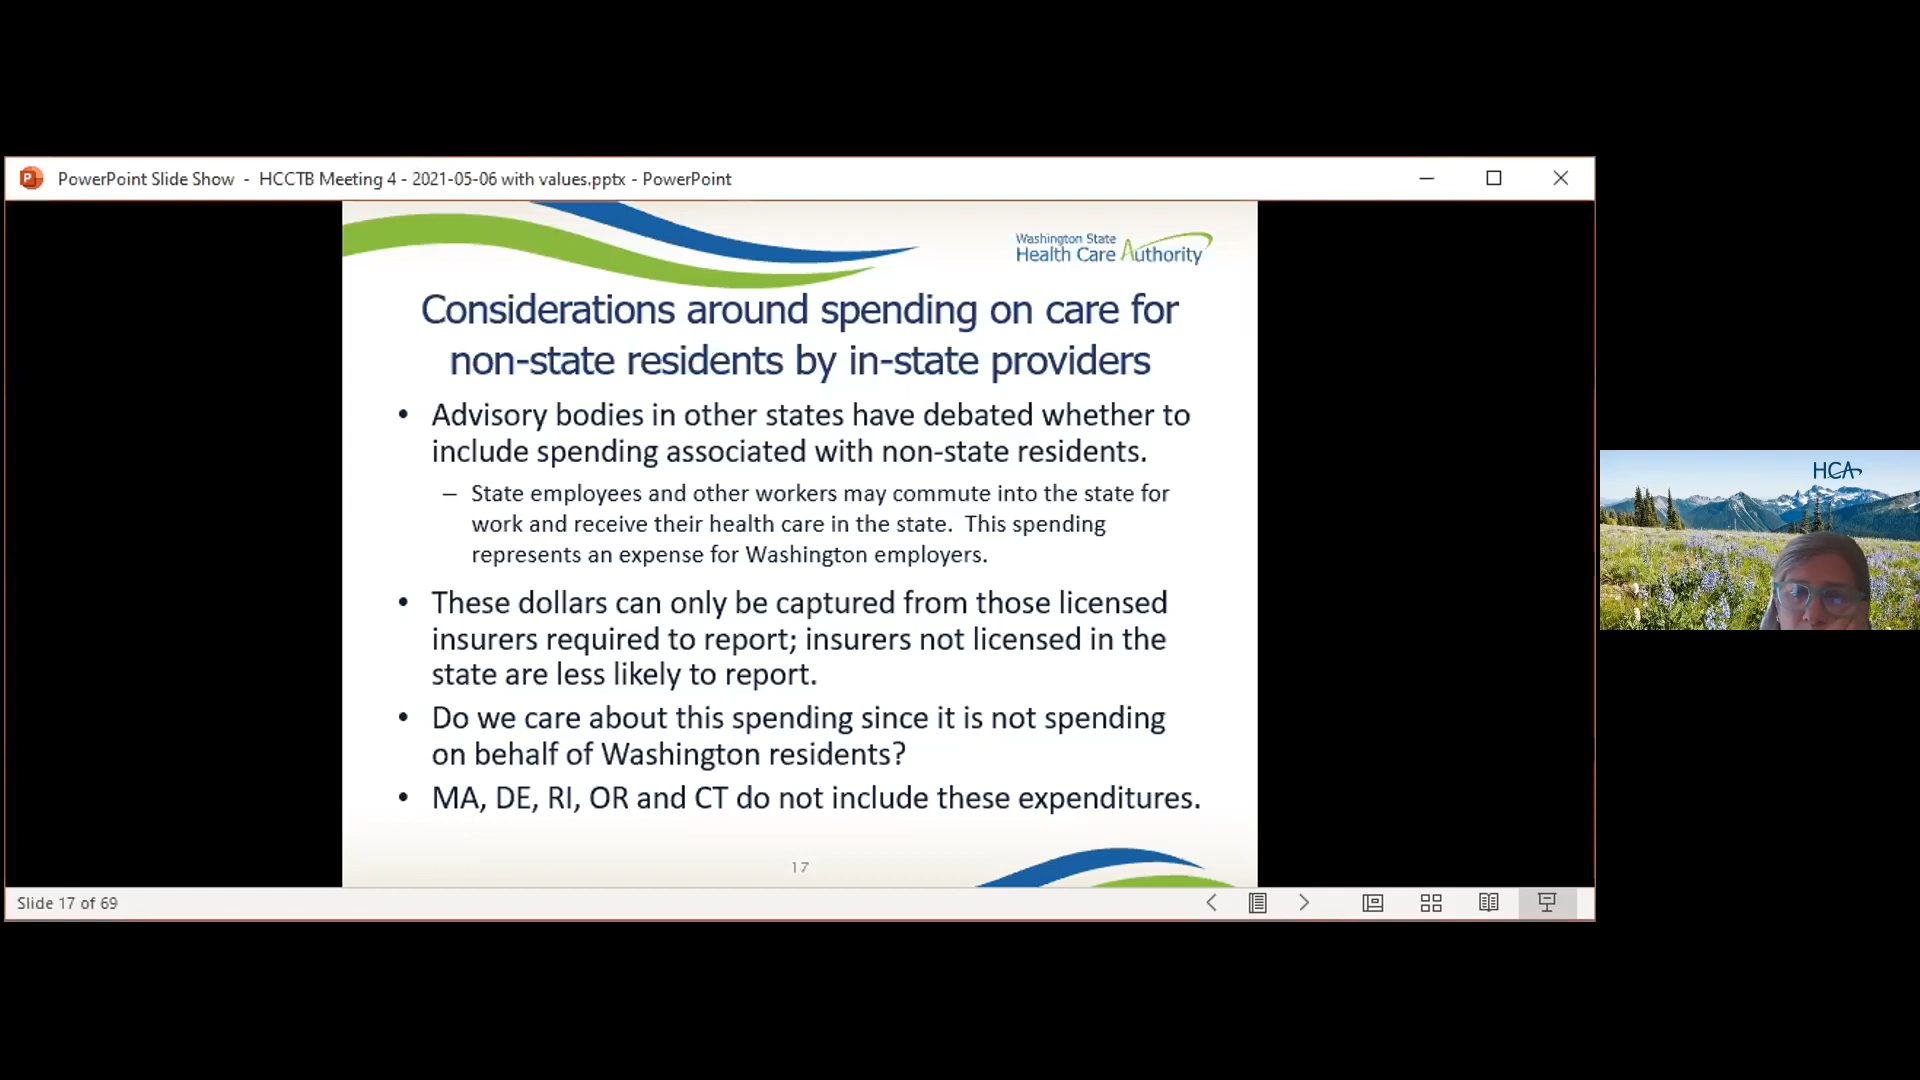 PowerPoint Slide Show - HCCTB Meeting 4 - 2021-05-06 with values.pptx - PowerPoint
Washington State
Health Care Authority
Considerations around spending on care for
non-state residents by in-state providers
• Advisory bodies in other states have debated whether to
include spending associated with non-state residents.
– State employees and other workers may commute into the state for
work and receive their health care in the state. This spending
represents an expense for Washington employers.
• These dollars can only be captured from those licensed
insurers required to report; insurers not licensed in the
state are less likely to report.
• Do we care about this spending since it is not spending
on behalf of Washington residents?
• MA, DE, RI, OR and CT do not include these expenditures.
17
Slide 17 of 69
HCA